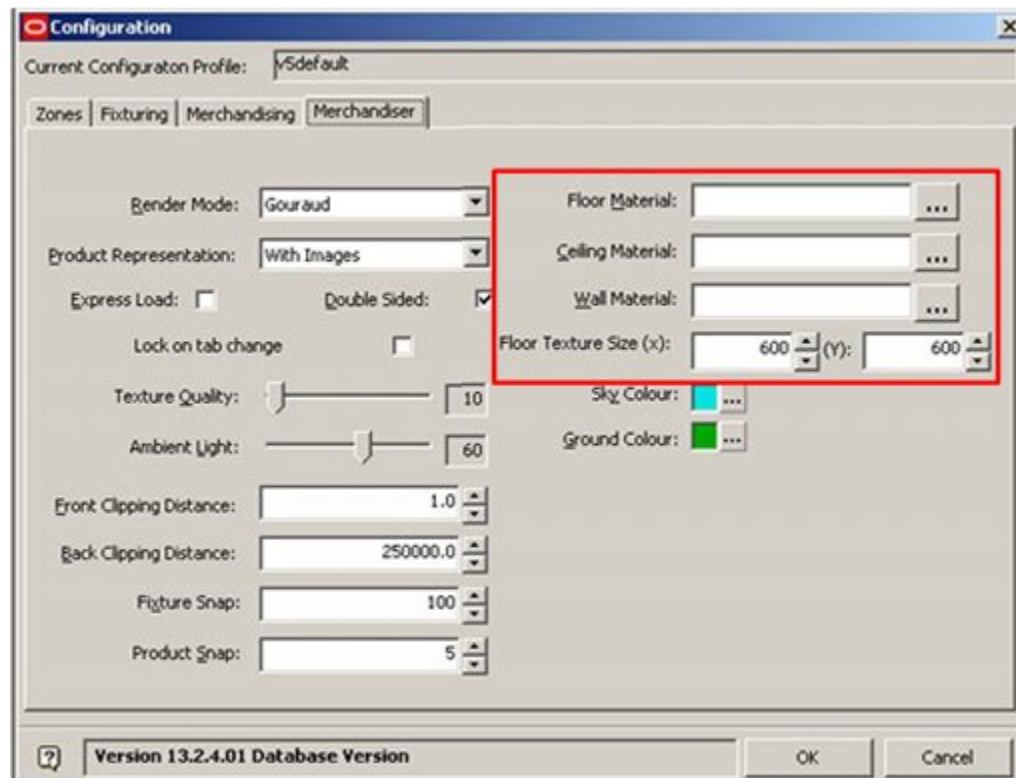 Configuration
Current Configuraton Profile: v5default
Zones Fixturing Merchandising Merchandiser
Render Mode: Gouraud
Product Representation: With Images
Express Load: Double Sided:
Lock on tab change
Texture Quality: 10
Ambient Light: 60
Front Clipping Distance: 1.0
Back Clipping Distance: 250000.0
Fixture Snap: 100
Product Snap: 5
Floor Material: ...
Ceiling Material: ...
Wall Material: ...
Floor Texture Size (x): 600 (Y): 600
Sky Colour: ...
Ground Colour: ...
Version 13.2.4.01 Database Version
OK Cancel